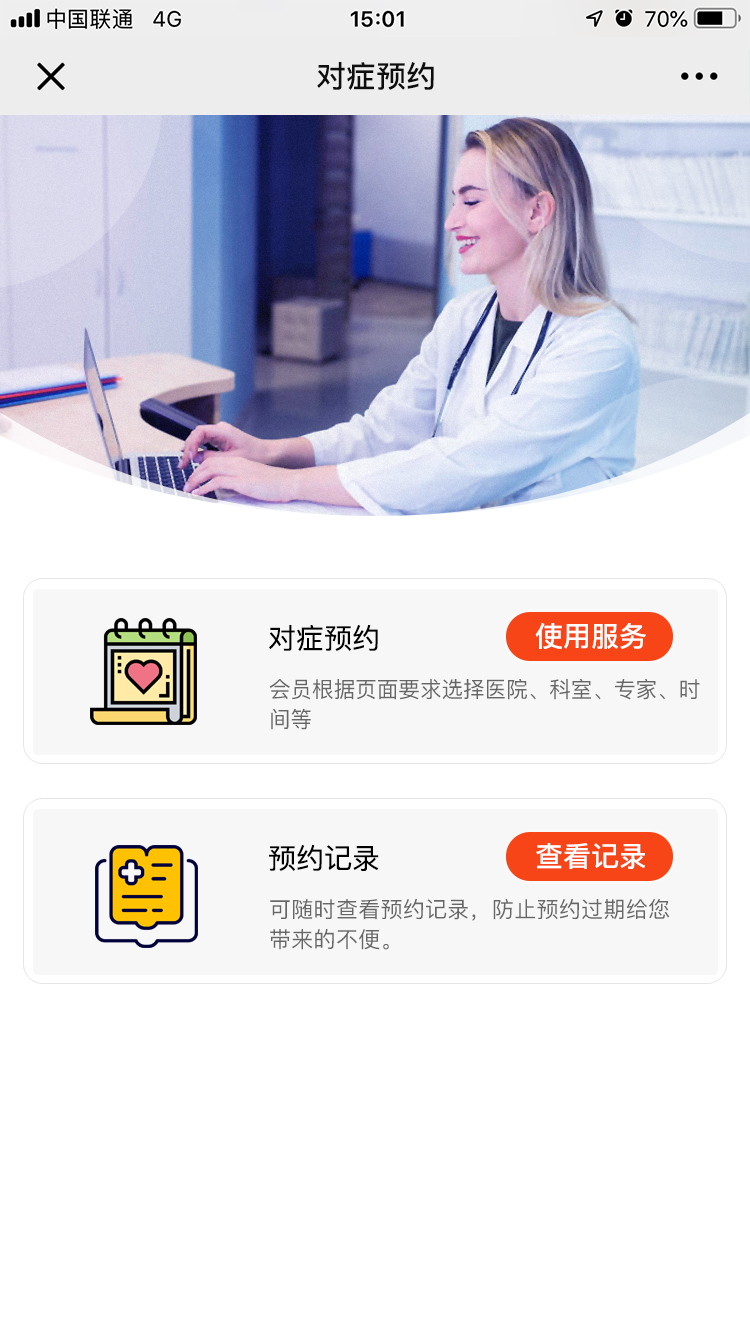 中国联通 4G 15:01 70%
对症预约
对症预约 使用服务
会员根据页面要求选择医院、科室、专家、时
间等
预约记录 查看记录
可随时查看预约记录，防止预约过期给您
带来的不便。